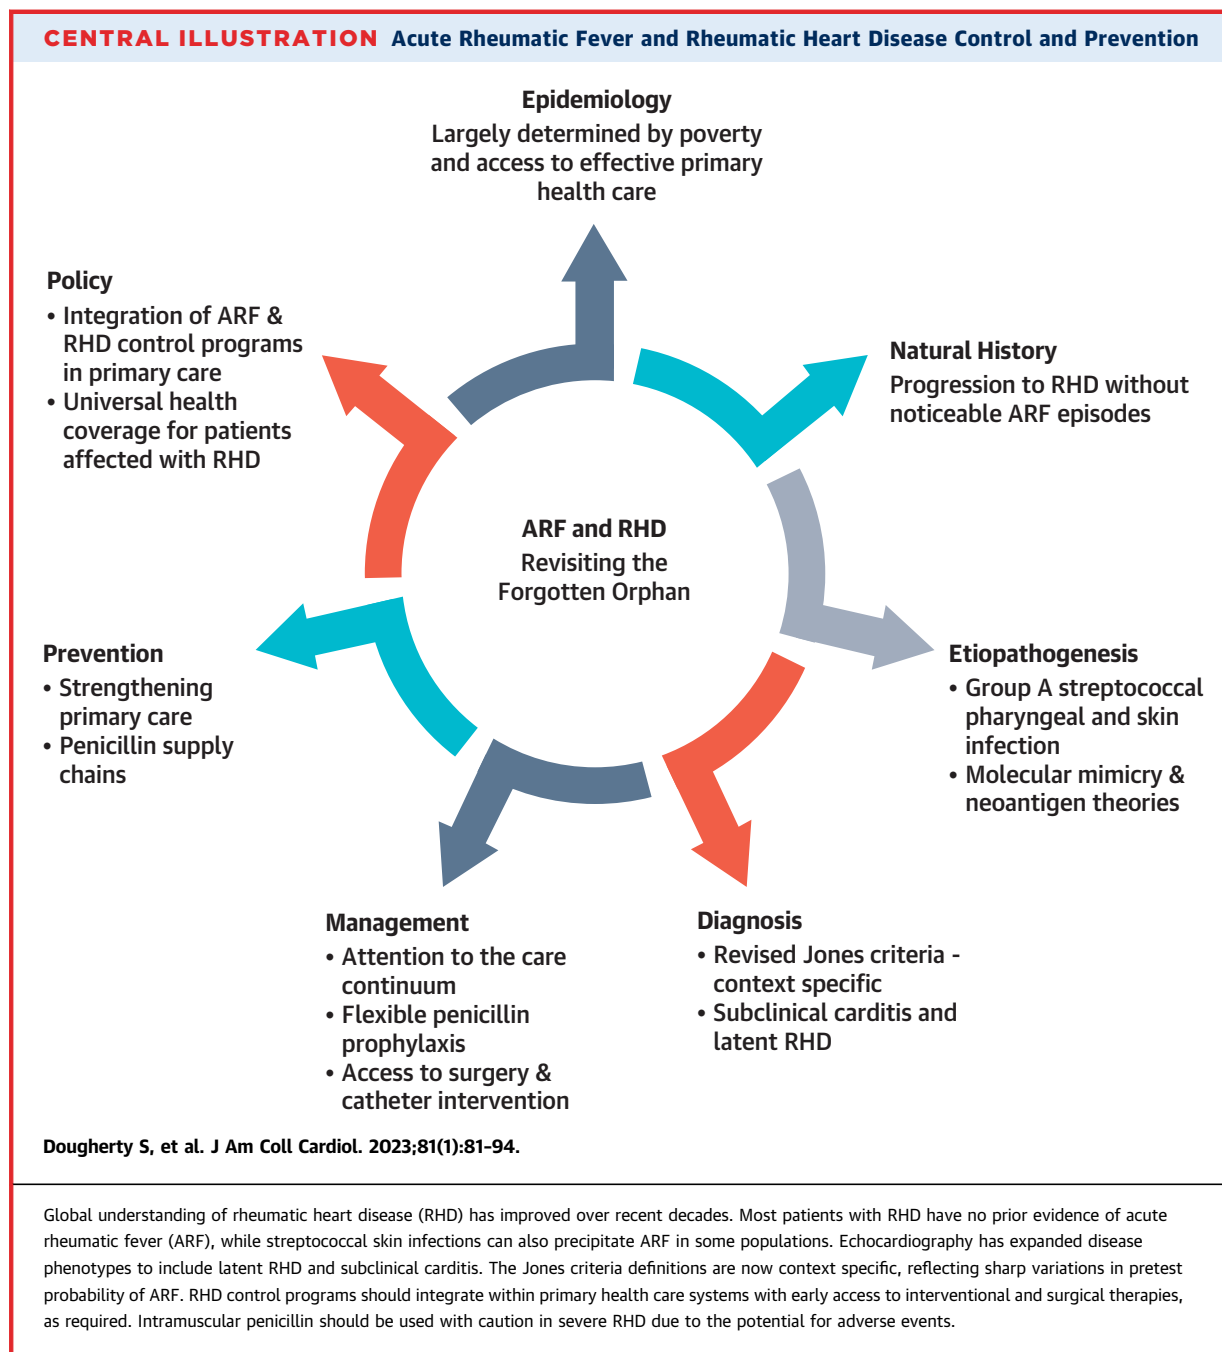 CENTRAL ILLUSTRATION Acute Rheumatic Fever and Rheumatic Heart Disease Control and Prevention
Epidemiology
Largely determined by poverty
and access to effective primary
health care
Natural History
Progression to RHD without
noticeable ARF episodes
Etiopathogenesis
• Group A streptococcal
pharyngeal and skin
infection
• Molecular mimicry &
neoantigen theories
Diagnosis
• Revised Jones criteria -
context specific
• Subclinical carditis and
latent RHD
Management
• Attention to the care
continuum
• Flexible penicillin
prophylaxis
• Access to surgery &
catheter intervention
Prevention
• Strengthening
primary care
• Penicillin supply
chains
Policy
• Integration of ARF &
RHD control programs
in primary care
• Universal health
coverage for patients
affected with RHD
ARF and RHD
Revisiting the
Forgotten Orphan
Dougherty S, et al. J Am Coll Cardiol. 2023;81(1):81-94.
Global understanding of rheumatic heart disease (RHD) has improved over recent decades. Most patients with RHD have no prior evidence of acute
rheumatic fever (ARF), while streptococcal skin infections can also precipitate ARF in some populations. Echocardiography has expanded disease
phenotypes to include latent RHD and subclinical carditis. The Jones criteria definitions are now context specific, reflecting sharp variations in pretest
probability of ARF. RHD control programs should integrate within primary health care systems with early access to interventional and surgical therapies,
as required. Intramuscular penicillin should be used with caution in severe RHD due to the potential for adverse events.